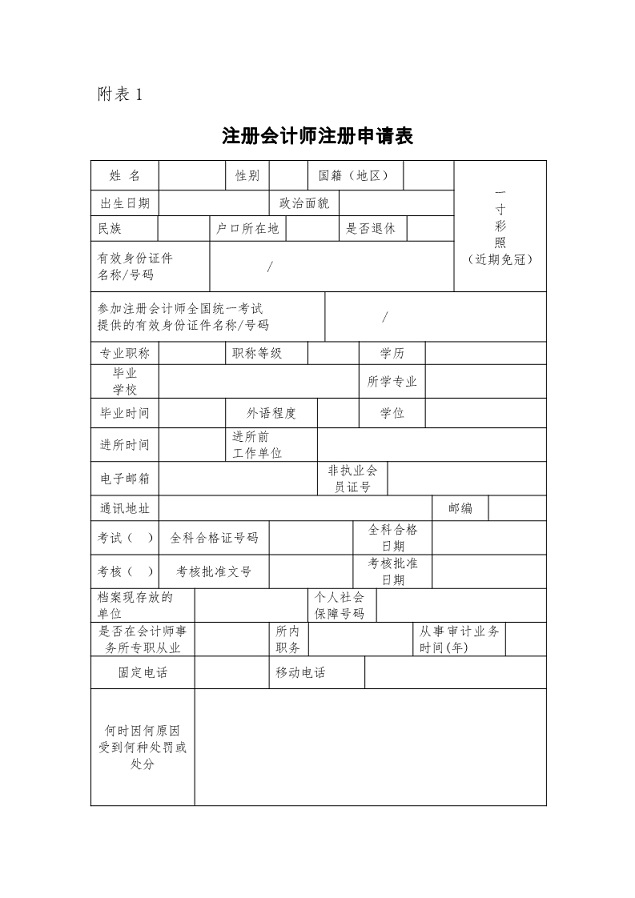 附表1
注册会计师注册申请表
姓 名 性别 国籍（地区）
一
寸
彩
照
（近期免冠）
出生日期 政治面貌
民族 户口所在地 是否退休
有效身份证件
名称/号码
/
参加注册会计师全国统一考试
提供的有效身份证件名称/号码
/
专业职称 职称等级 学历
毕业
学校
所学专业
毕业时间 外语程度 学位
进所时间
进所前
工作单位
电子邮箱
非执业会
员证号
通讯地址 邮编
考试（ ） 全科合格证号码
全科合格
日期
考核（ ） 考核批准文号
考核批准
日期
档案现存放的
单位
个人社会
保障号码
是否在会计师事
务所专职从业
所内
职务
从事审计业务
时间(年)
固定电话 移动电话
何时因何原因
受到何种处罚或
处分